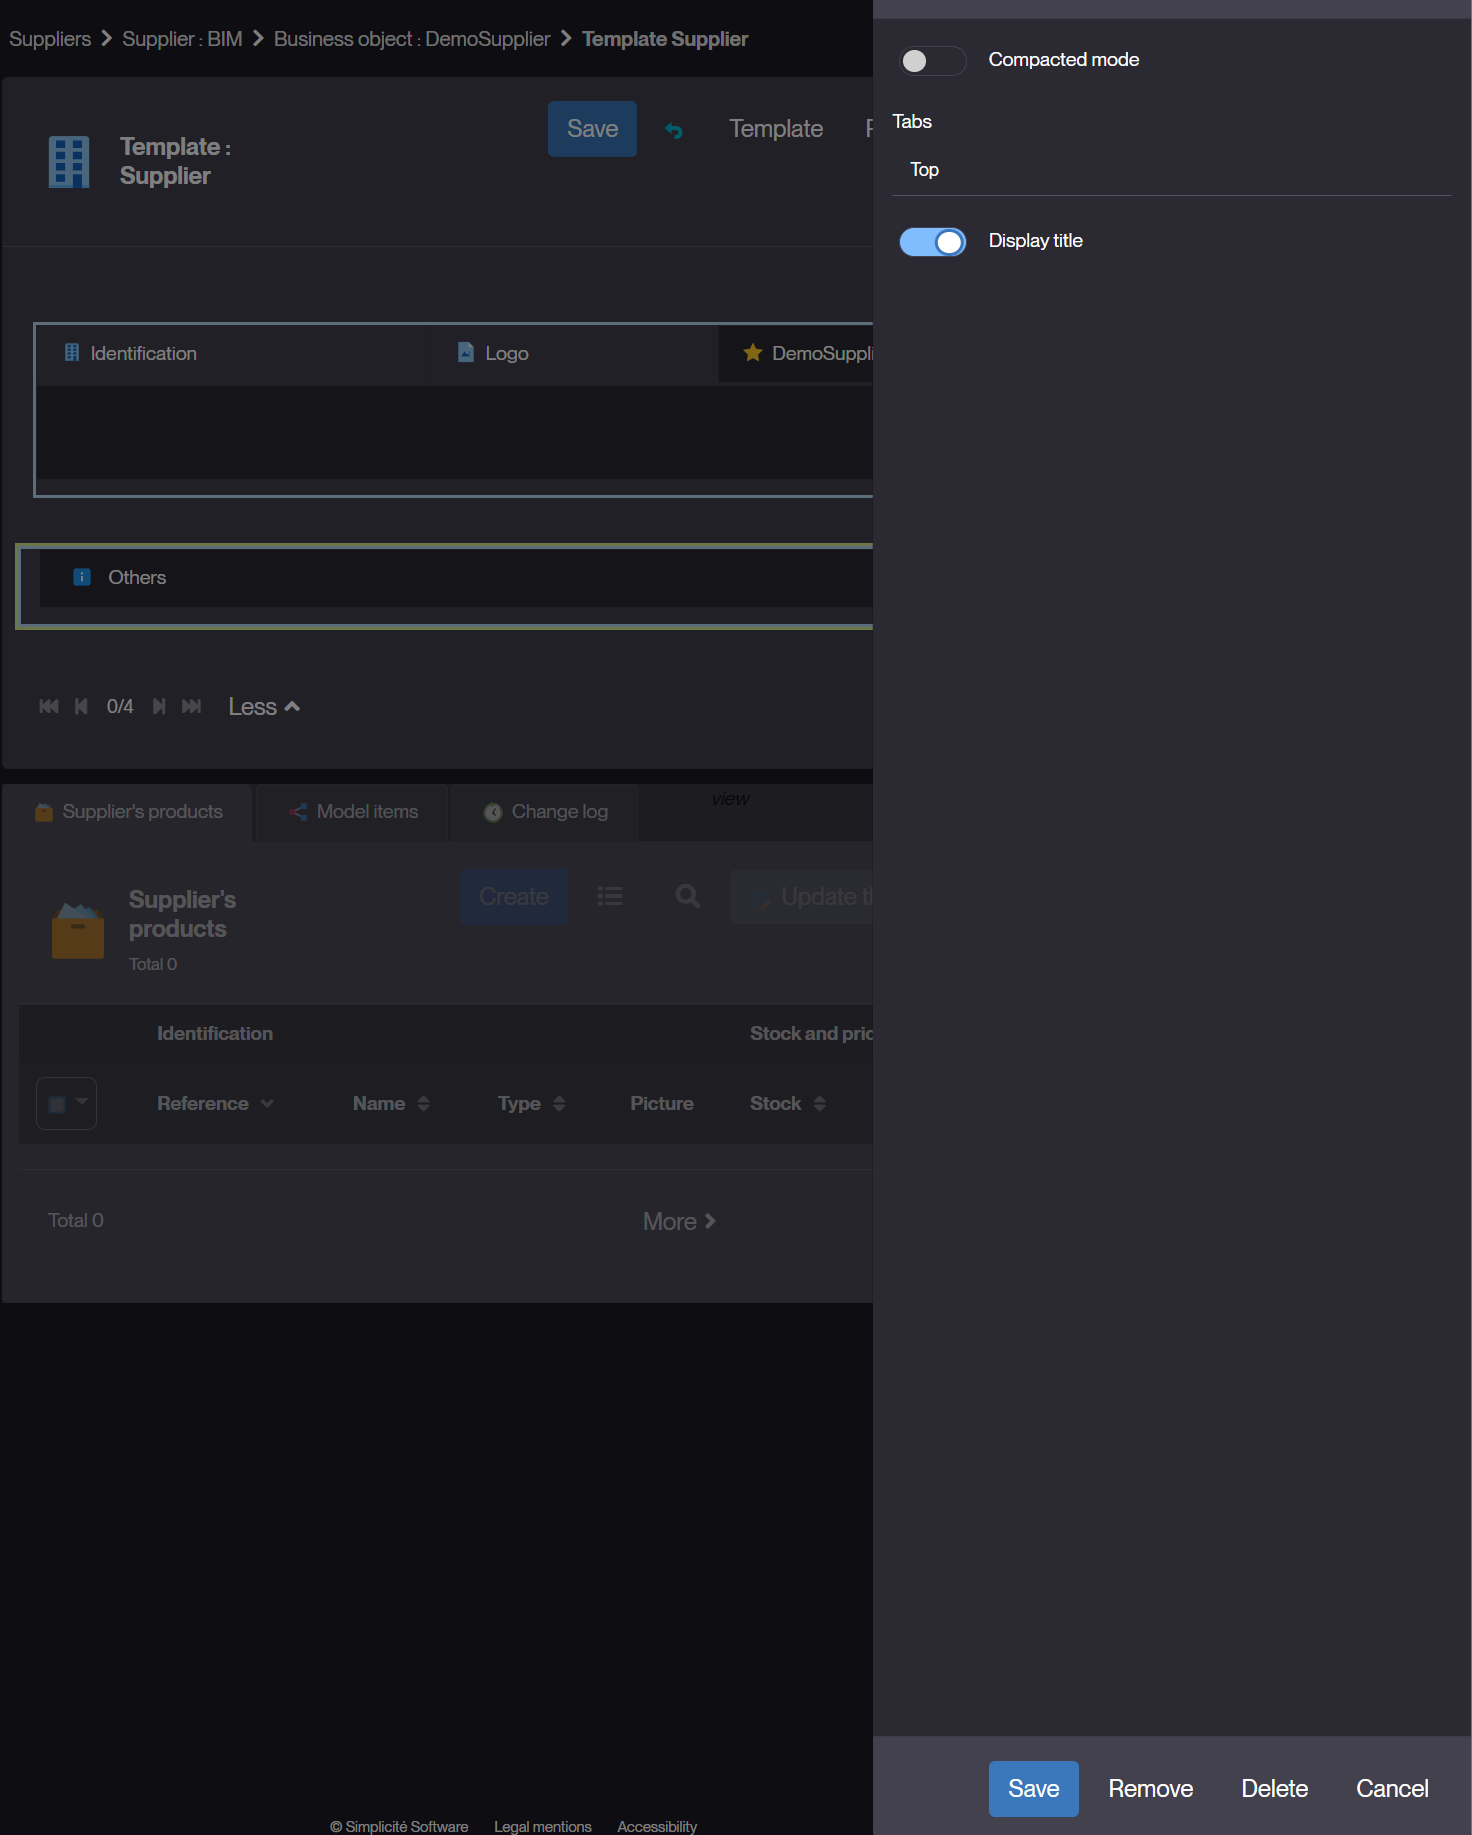 Suppliers Supplier : BIM Business object : DemoSupplier Template Supplier
Template :
Supplier
Save
Template
Identification
Logo
Others
0/4
Less
Supplier's products
Model items
Change log
view
Supplier's
products
Total 0
Create
Update
Identification
Stock and
Reference
Name
Type
Picture
Stock
Total 0
More
© Simplicité Software
Legal mentions
Accessibility
Compacted mode
Tabs
Top
Display title
Save
Remove
Delete
Cancel